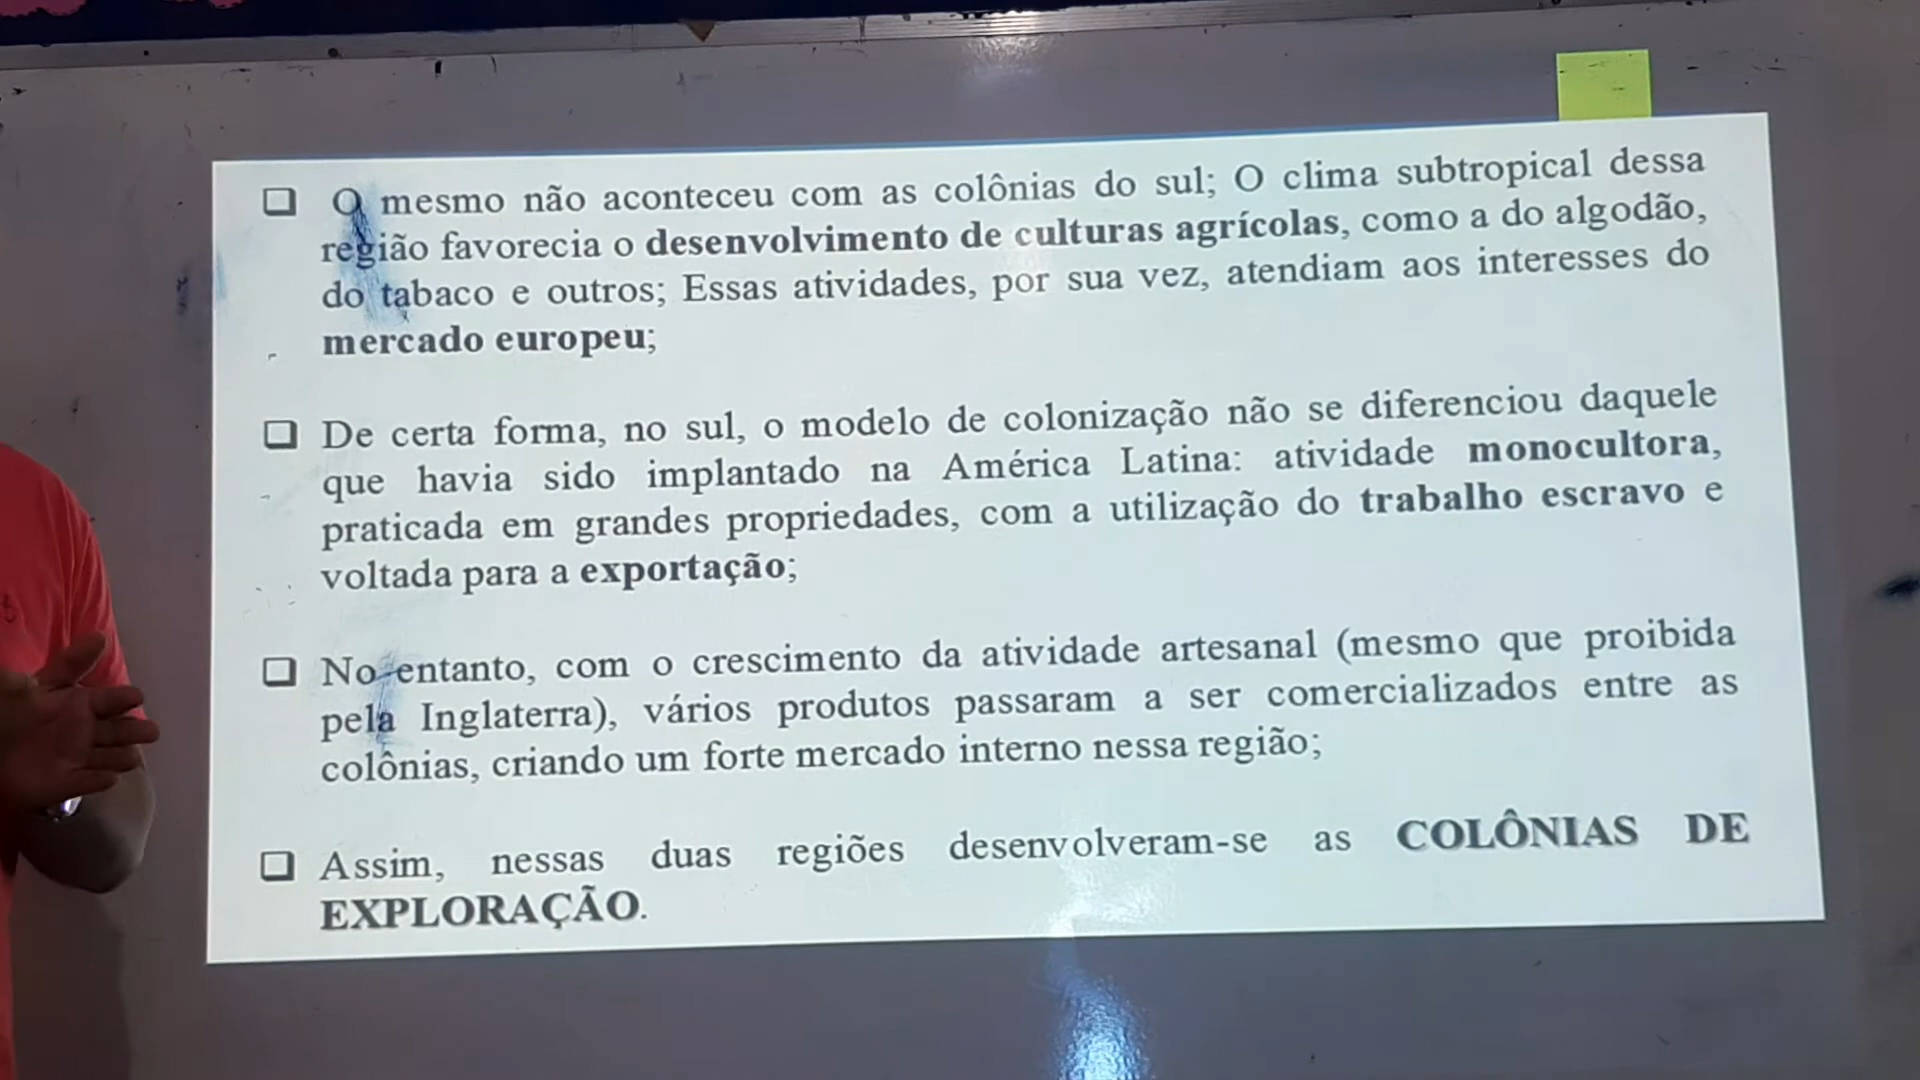 O mesmo não aconteceu com as colônias do sul; O clima subtropical dessa
região favorecia o desenvolvimento de culturas agrícolas, como a do algodão,
do tabaco e outros; Essas atividades, por sua vez, atendiam aos interesses do
mercado europeu;
De certa forma, no sul, o modelo de colonização não se diferenciou daquele
que havia sido implantado na América Latina: atividade monocultora,
praticada em grandes propriedades, com a utilização do trabalho escravo e
voltada para a exportação;
No entanto, com o crescimento da atividade artesanal (mesmo que proibida
pela Inglaterra), vários produtos passaram a ser comercializados entre as
colônias, criando um forte mercado interno nessa região;
Assim, nessas duas regiões desenvolveram-se as COLÔNIAS DE
EXPLORAÇÃO.